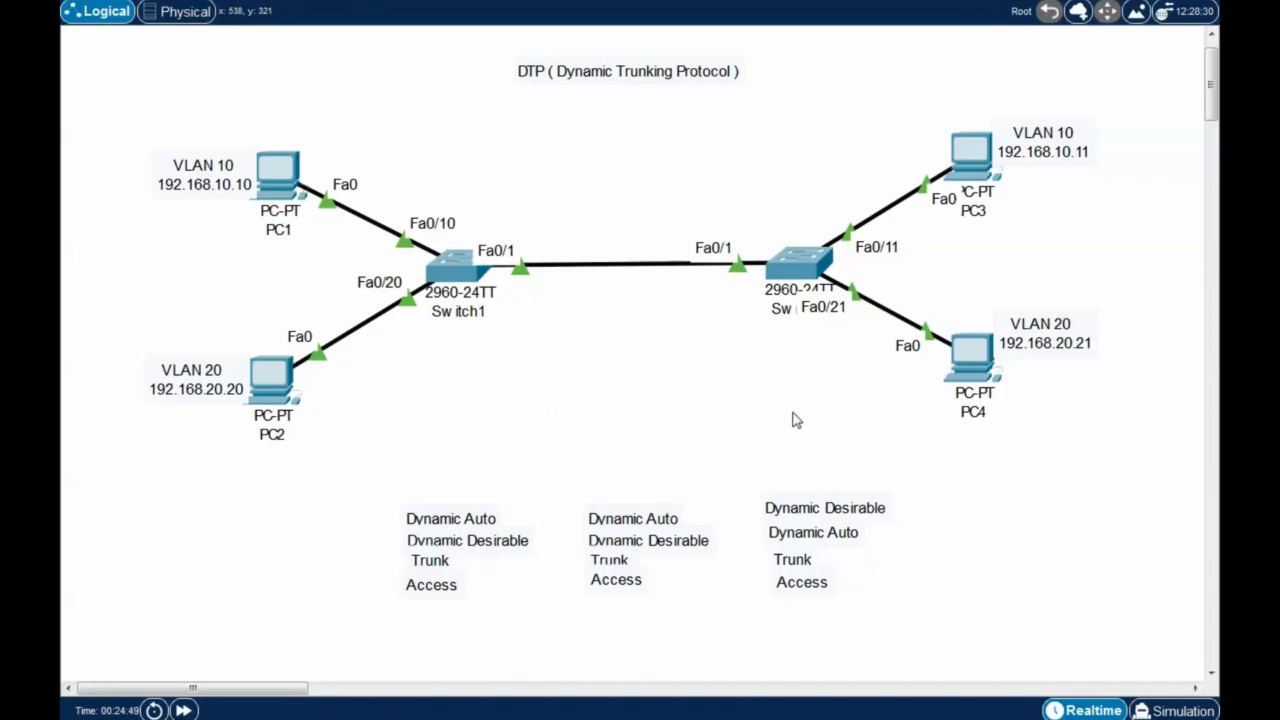 Logical
Physical
x: 538, y: 321
Root
12:28:30
DTP ( Dynamic Trunking Protocol )
VLAN 10
192.168.10.10
Fa0
PC-PT
PC1
Fa0/10
Fa0/1
Fa0/20
2960-24TT
Switch1
Fa0
VLAN 20
192.168.20.20
PC-PT
PC2
VLAN 10
192.168.10.11
Fa0
PC3
Fa0/1
Fa0/11
2960-24TT
Fa0/21
VLAN 20
192.168.20.21
Fa0
PC-PT
PC4
Dynamic Auto
Dynamic Desirable
Trunk
Access
Dynamic Auto
Dynamic Desirable
Trunk
Access
Dynamic Desirable
Dynamic Auto
Trunk
Access
Time: 00:24:49
Realtime
Simulation